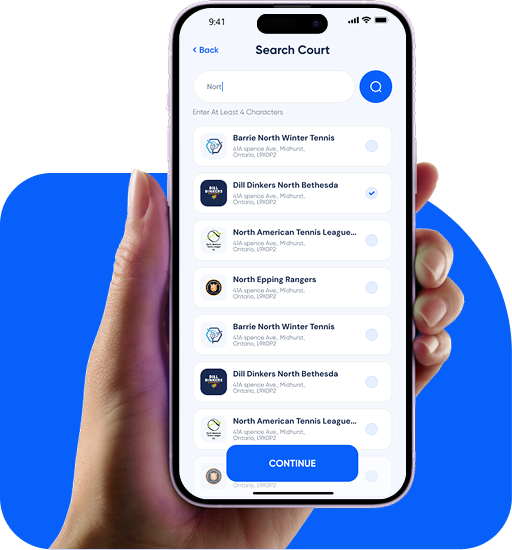 9:41
Back
Search Court
Nort
Enter At Least 4 Characters
Barrie North Winter Tennis
41A spence Ave., Midhurst,
Ontario, L9X0P2
DILL
DINKERS
Dill Dinkers North Bethesda
41A spence Ave., Midhurst,
Ontario, L9X0P2
North American Tennis League...
41A spence Ave., Midhurst,
Ontario, L9X0P2
North Epping Rangers
41A spence Ave., Midhurst,
Ontario, L9X0P2
Barrie North Winter Tennis
41A spence Ave., Midhurst,
Ontario, L9X0P2
DILL
DINKERS
Dill Dinkers North Bethesda
41A spence Ave., Midhurst,
Ontario, L9X0P2
North American Tennis League...
41A spence Ave., Midhurst,
Ontario, L9X0P2
CONTINUE
Ontario, L9X0P2